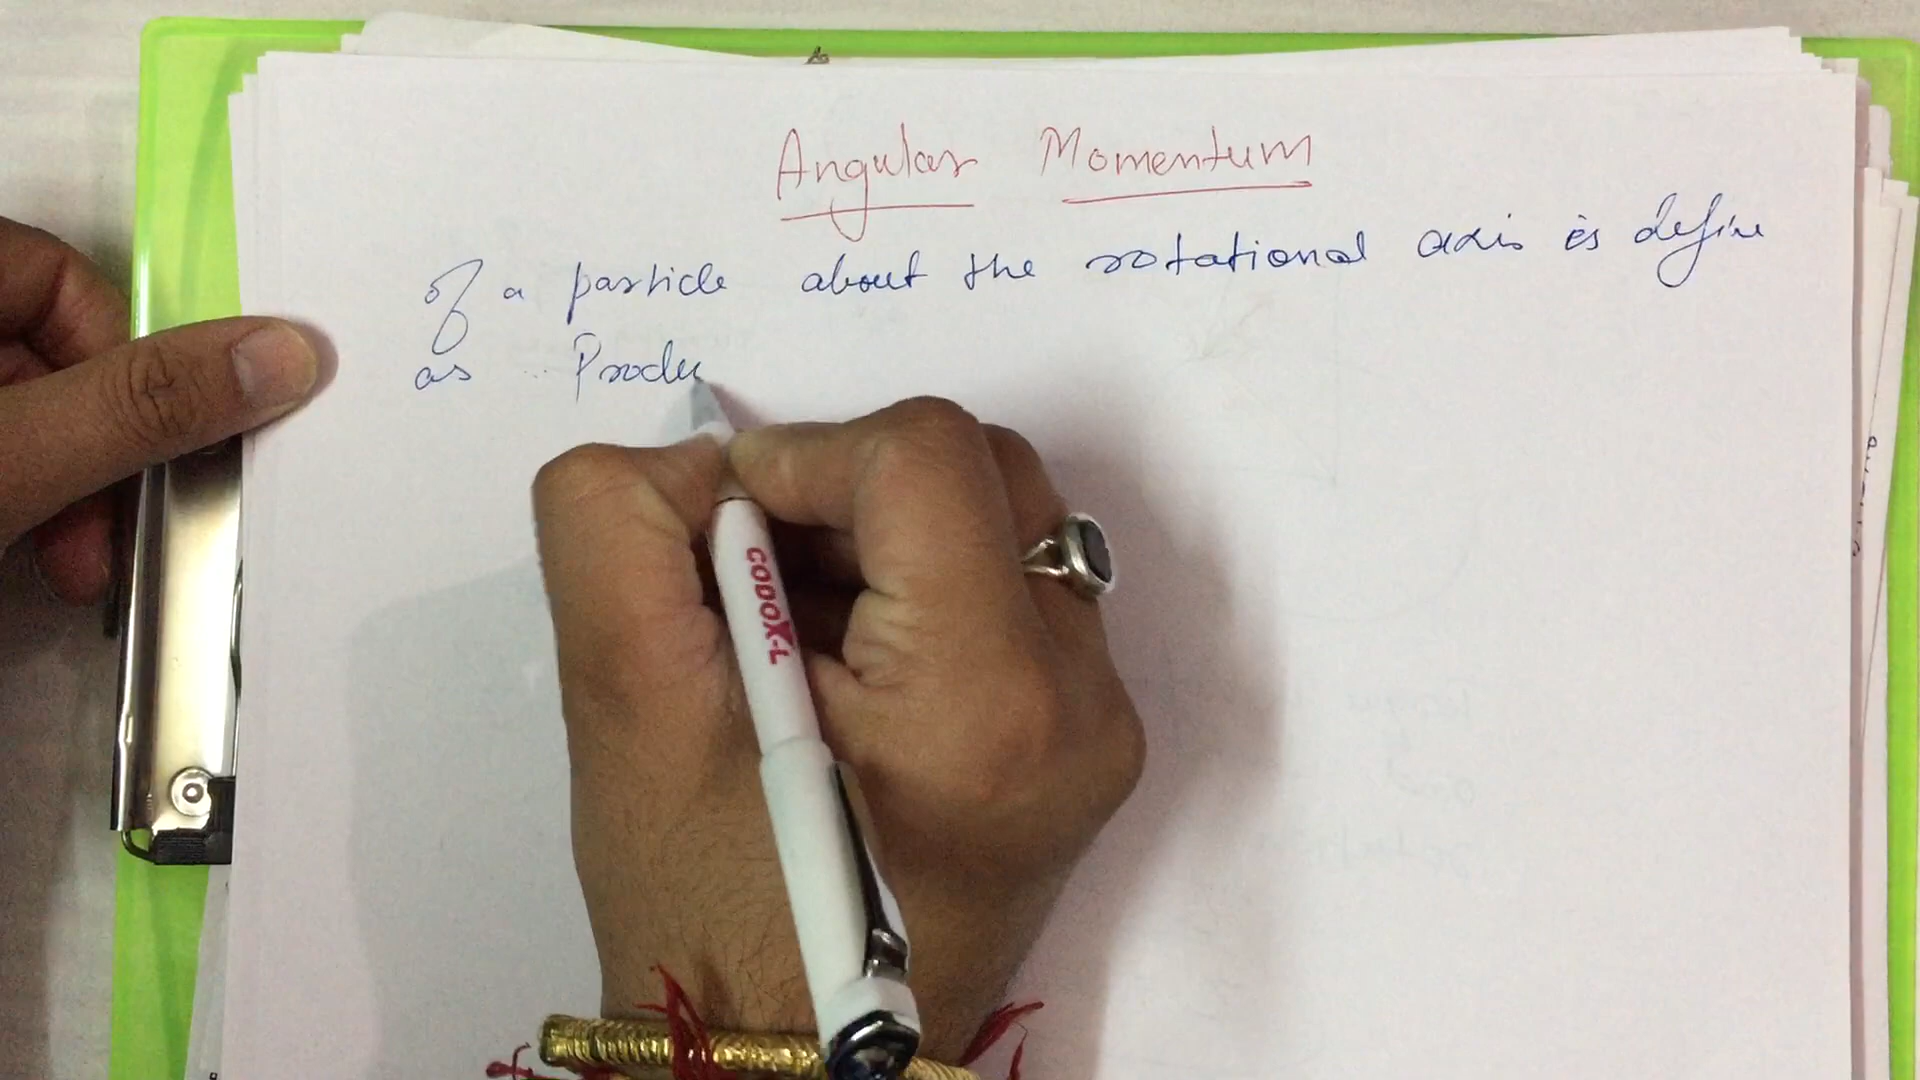 Angular Momentum
of a particle about the rotational axis is define
as Produ
CODOX-L